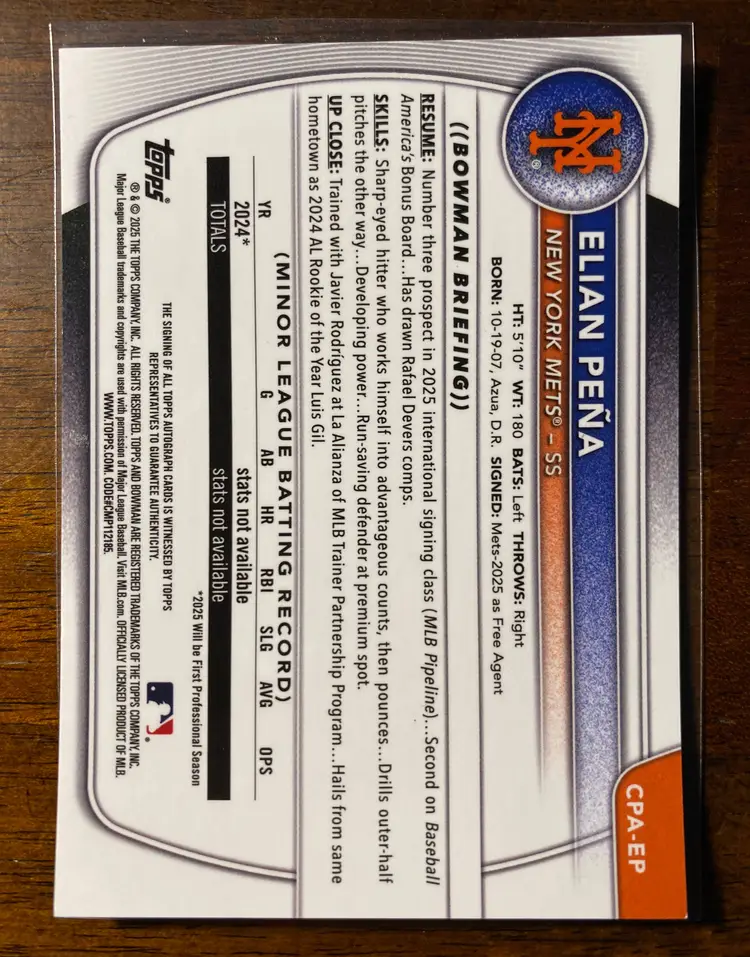 CPA-EP
ELIAN PEÑA
NEW YORK METS® – SS
HT: 5'10" WT: 180 BATS: Left THROWS: Right
BORN: 10-19-07, Azua, D.R. SIGNED: Mets-2025 as Free Agent
((BOWMAN BRIEFING))
RESUME: Number three prospect in 2025 international signing class (MLB Pipeline)...Second on Baseball
America's Bonus Board...Has drawn Rafael Devers comps.
SKILLS: Sharp-eyed hitter who works himself into advantageous counts, then pounces...Drills outer-half
pitches the other way...Developing power...Run-saving defender at premium spot.
UP CLOSE: Trained with Javier Rodríguez at La Alianza of MLB Trainer Partnership Program...Hails from same
hometown as 2024 AL Rookie of the Year Luis Gil.
(MINOR LEAGUE BATTING RECORD)
YR G AB HR RBI SLG AVG OPS
2024* stats not available
TOTALS stats not available
*2025 Will be First Professional Season
THE SIGNING OF ALL TOPPS AUTOGRAPH CARDS IS WITNESSED BY TOPPS
REPRESENTATIVES TO GUARANTEE AUTHENTICITY.
topps®
® & © 2025 THE TOPPS COMPANY, INC. ALL RIGHTS RESERVED. TOPPS AND BOWMAN ARE REGISTERED TRADEMARKS OF THE TOPPS COMPANY, INC.
Major League Baseball trademarks and copyrights are used with permission of Major League Baseball. Visit MLB.com. OFFICIALLY LICENSED PRODUCT OF MLB.
WWW.TOPPS.COM. CODE#CMP112185.